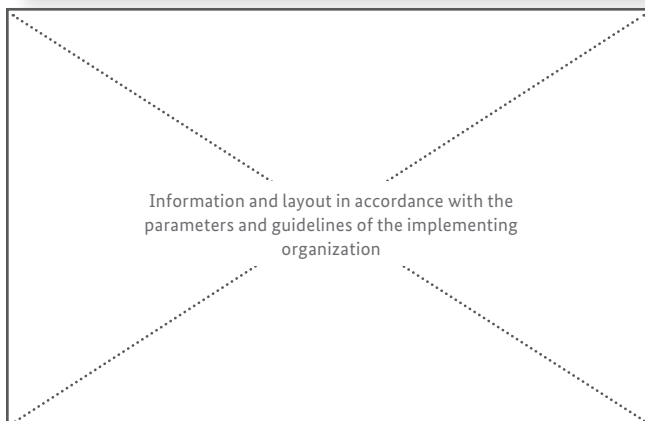 Information and layout in accordance with the
parameters and guidelines of the implementing
organization